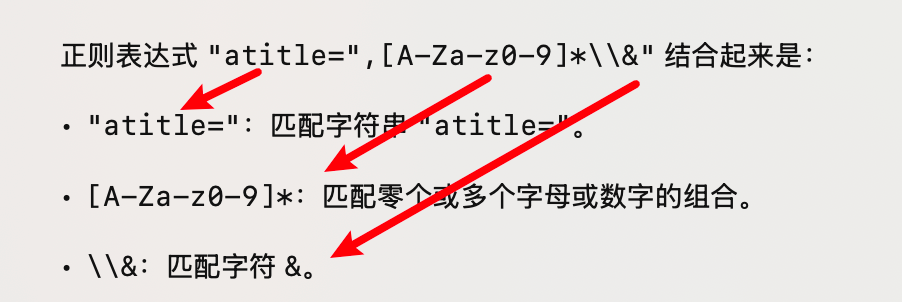 正则表达式 "atitle=",[A-Za-z0-9]*\\&" 结合起来是：
• "atitle="：匹配字符串 "atitle="。
• [A-Za-z0-9]*：匹配零个或多个字母或数字的组合。
• \\&：匹配字符 &。